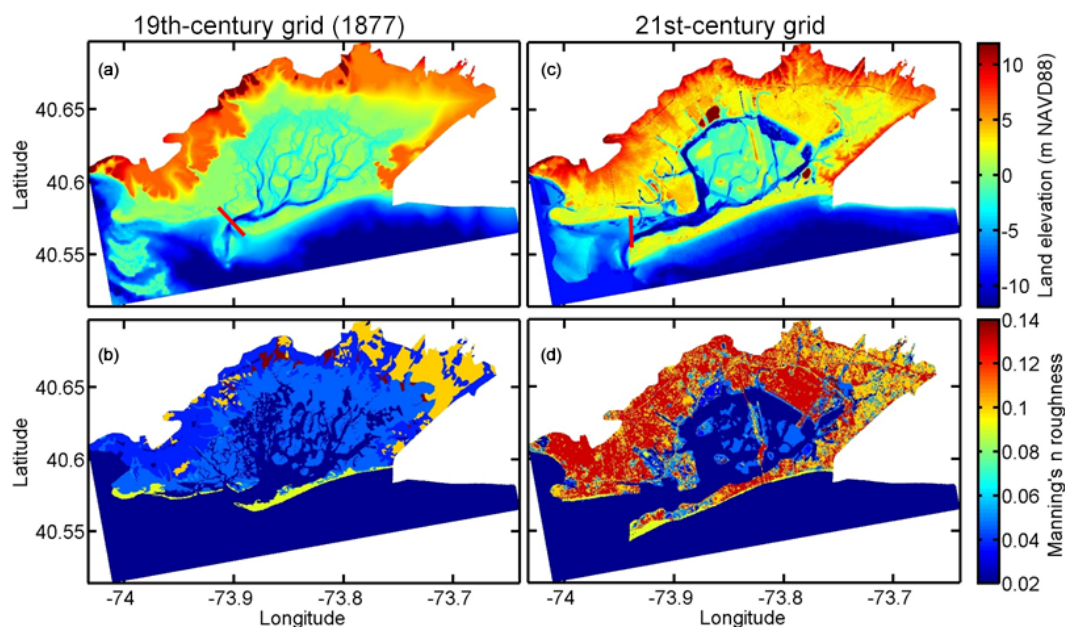 19th-century grid (1877)
21st-century grid
(a)
(c)
40.65
40.6
40.55
Latitude
10
5
0
-5
-10
Land elevation (m NAVD88)
(b)
(d)
40.65
40.6
40.55
Latitude
-74
-73.9
-73.8
-73.7
Longitude
-74
-73.9
-73.8
-73.7
Longitude
0.14
0.12
0.1
0.08
0.06
0.04
0.02
Manning's n roughness